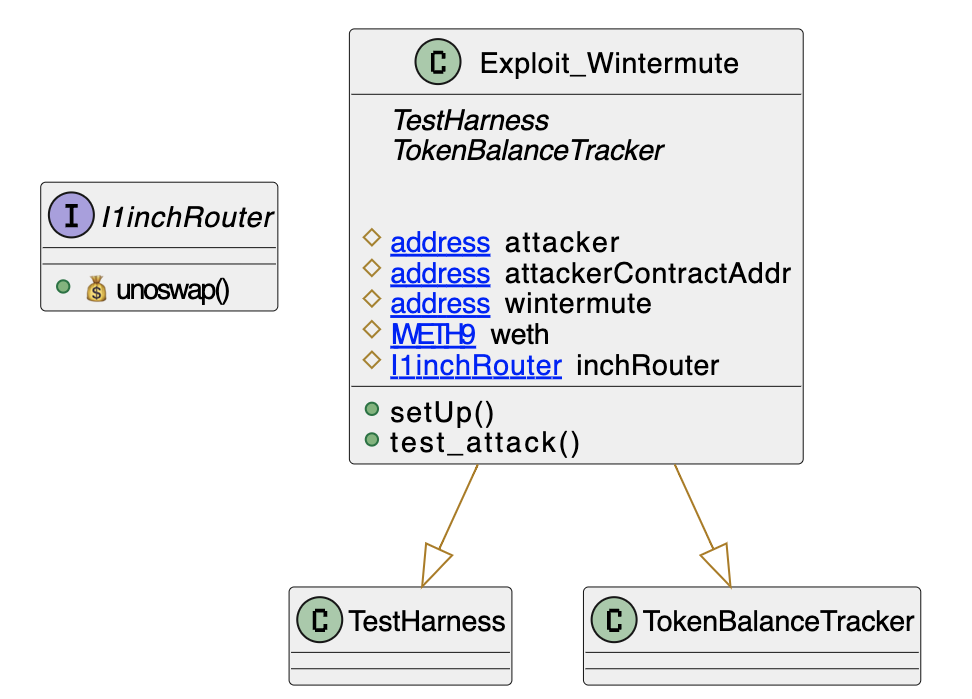 C Exploit_Wintermute
TestHarness
TokenBalanceTracker
address attacker
address attackerContractAddr
address wintermute
IWETH9 weth
I1inchRouter inchRouter
setUp()
test_attack()
I I1inchRouter
💰 unoswap()
C TestHarness
C TokenBalanceTracker